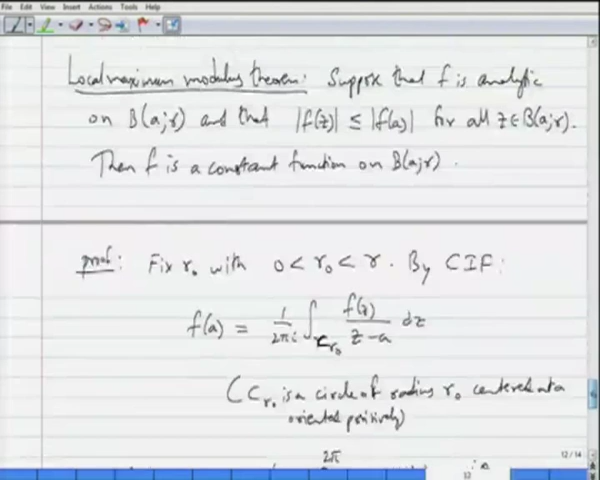 File Edit View Insert Actions Tools Help
Local maximum modulus theorem: Suppose that f is analytic
on B(a;r) and that |f(z)| ≤ |f(a)| for all z∈B(a;r).
Then f is a constant function on B(a;r).
proof: Fix r₀ with 0 < r₀ < r. By CIF:
f(a) = 1/2πi ∫_{C_{r₀}} f(z)/z-a dz
(C_{r₀} is a circle of radius r₀ centered at a
oriented positively)
2π
12/14
12